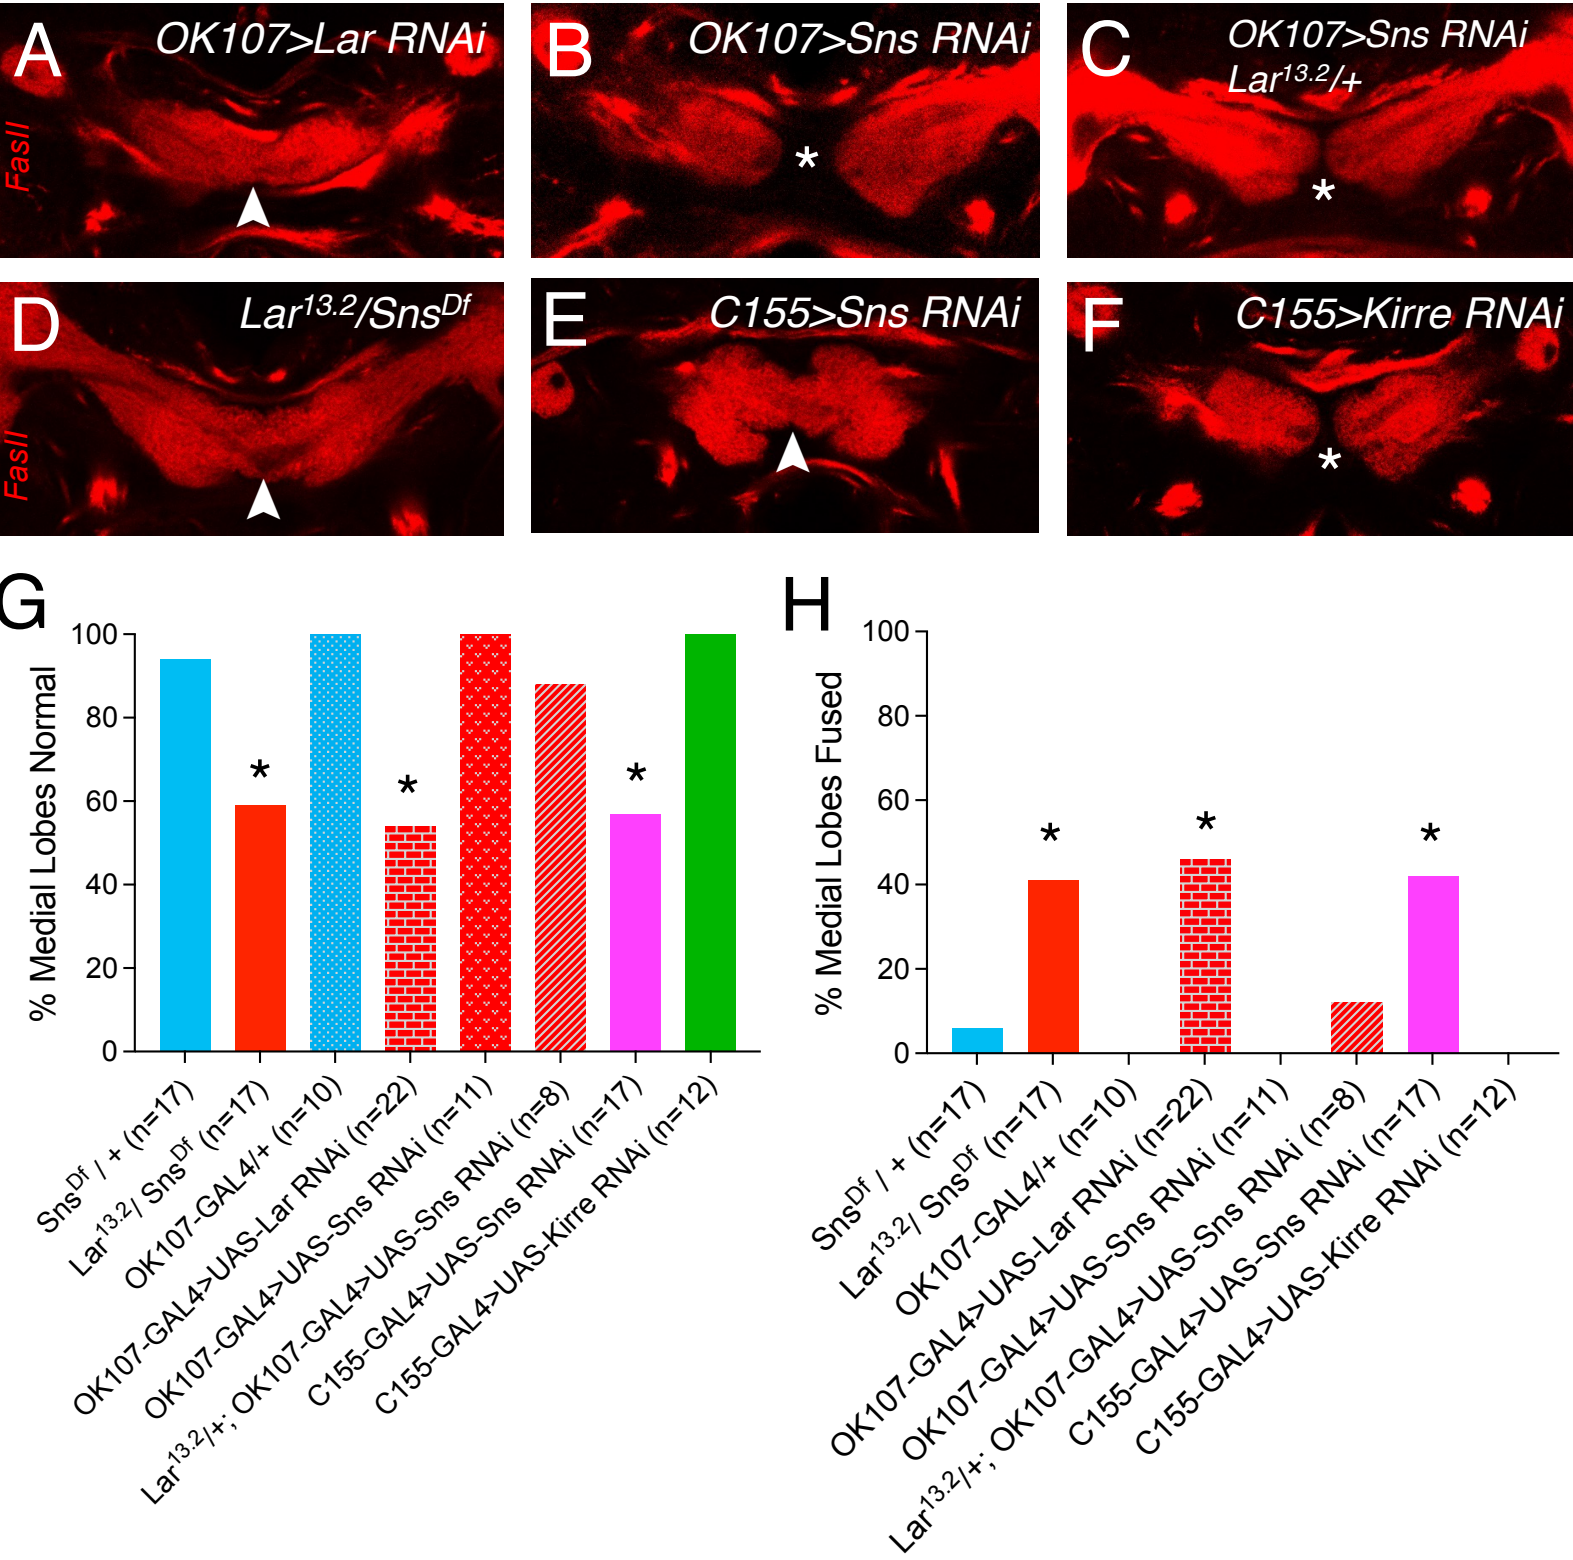 A
OK107>Lar RNAi
FasII
B
OK107>Sns RNAi
*
C
OK107>Sns RNAi
Lar13.2/+
*
D
Lar13.2/SnsDf
FasII
E
C155>Sns RNAi
F
C155>Kirre RNAi
*
G
% Medial Lobes Normal
100
80
60
40
20
0
*
*
*
SnsDf / + (n=17)
Lar13.2/ SnsDf (n=17)
OK107-GAL4/+ (n=10)
OK107-GAL4>UAS-Lar RNAi (n=22)
OK107-GAL4>UAS-Sns RNAi (n=11)
Lar13.2/+; OK107-GAL4>UAS-Sns RNAi (n=8)
C155-GAL4>UAS-Sns RNAi (n=17)
C155-GAL4>UAS-Kirre RNAi (n=12)
H
% Medial Lobes Fused
100
80
60
40
20
0
*
*
*
SnsDf / + (n=17)
Lar13.2/ SnsDf (n=17)
OK107-GAL4/+ (n=10)
OK107-GAL4>UAS-Lar RNAi (n=22)
OK107-GAL4>UAS-Sns RNAi (n=11)
Lar13.2/+; OK107-GAL4>UAS-Sns RNAi (n=8)
C155-GAL4>UAS-Sns RNAi (n=17)
C155-GAL4>UAS-Kirre RNAi (n=12)